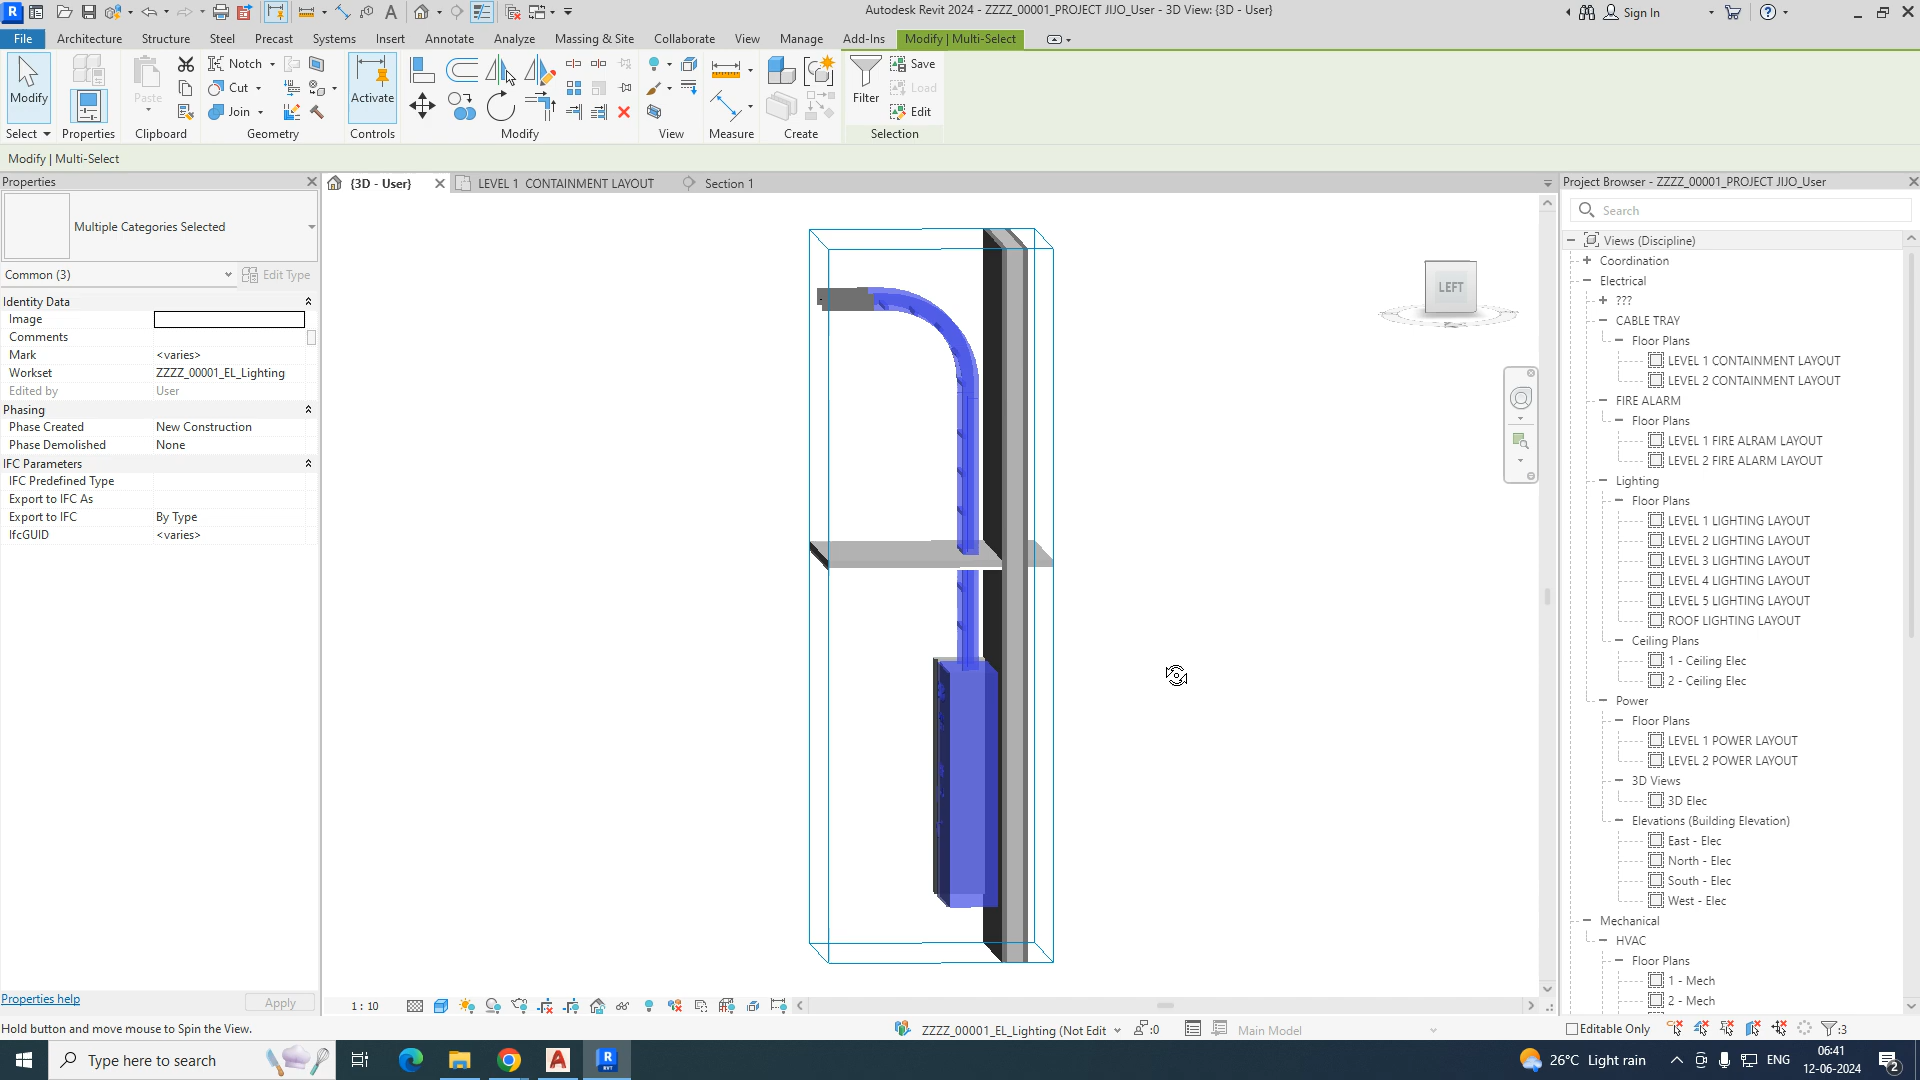 Autodesk Revit 2024 - ZZZZ_00001_PROJECT JIJO_User - 3D View: {3D - User}
Sign In
File Architecture Structure Steel Precast Systems Insert Annotate Analyze Massing & Site Collaborate View Manage Add-Ins Modify | Multi-Select
Modify
Paste
Notch
Cut
Join
Activate
Filter
Save
Load
Edit
Select Properties Clipboard Geometry Controls Modify View Measure Create Selection
Modify | Multi-Select
Properties
Multiple Categories Selected
Common (3)
Edit Type
Identity Data
Image
Comments
Mark <varies>
Workset ZZZZ_00001_EL_Lighting
Edited by User
Phasing
Phase Created New Construction
Phase Demolished None
IFC Parameters
IFC Predefined Type
Export to IFC As
Export to IFC By Type
IfcGUID <varies>
Properties help
Apply
{3D - User}
LEVEL 1 CONTAINMENT LAYOUT
Section 1
LEFT
1 : 10
Project Browser - ZZZZ_00001_PROJECT JIJO_User
Search
Views (Discipline)
Coordination
Electrical
???
CABLE TRAY
Floor Plans
LEVEL 1 CONTAINMENT LAYOUT
LEVEL 2 CONTAINMENT LAYOUT
FIRE ALARM
Floor Plans
LEVEL 1 FIRE ALRAM LAYOUT
LEVEL 2 FIRE ALARM LAYOUT
Lighting
Floor Plans
LEVEL 1 LIGHTING LAYOUT
LEVEL 2 LIGHTING LAYOUT
LEVEL 3 LIGHTING LAYOUT
LEVEL 4 LIGHTING LAYOUT
LEVEL 5 LIGHTING LAYOUT
ROOF LIGHTING LAYOUT
Ceiling Plans
1 - Ceiling Elec
2 - Ceiling Elec
Power
Floor Plans
LEVEL 1 POWER LAYOUT
LEVEL 2 POWER LAYOUT
3D Views
3D Elec
Elevations (Building Elevation)
East - Elec
North - Elec
South - Elec
West - Elec
Mechanical
HVAC
Floor Plans
1 - Mech
2 - Mech
Hold button and move mouse to Spin the View.
ZZZZ_00001_EL_Lighting (Not Edit
:0
Main Model
Editable Only
:3
Type here to search
26°C Light rain
ENG
06:41
12-06-2024
2